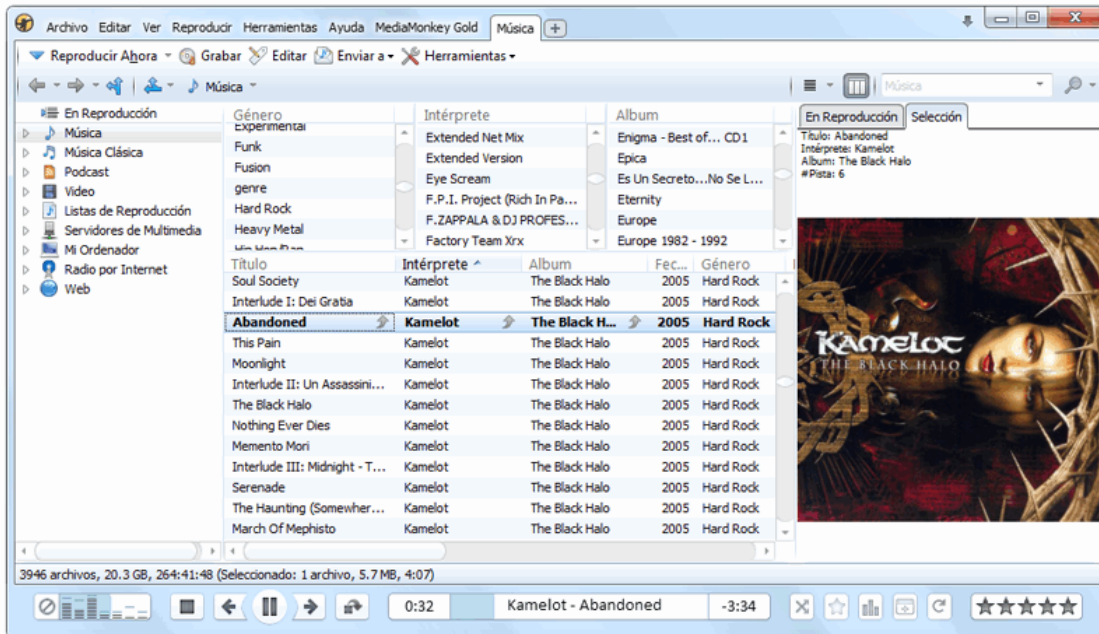 Archivo Editar Ver Reproducir Herramientas Ayuda MediaMonkey Gold Música
Reproducir Ahora Grabar Editar Enviar a Herramientas
Música Música
En Reproducción
Música
Música Clásica
Podcast
Video
Listas de Reproducción
Servidores de Multimedia
Mi Ordenador
Radio por Internet
Web
Género
Experimental
Funk
Fusion
genre
Hard Rock
Heavy Metal
Intérprete
Extended Net Mix
Extended Version
Eye Scream
F.P.I. Project (Rich In Pa...
F.ZAPPALA & DJ PROFES...
Factory Team Xrx
Album
Enigma - Best of... CD1
Epica
Es Un Secreto...No Se L...
Eternity
Europe
Europe 1982 - 1992
Título Intérprete Album Fec... Género
Soul Society Kamelot The Black Halo 2005 Hard Rock
Interlude I: Dei Gratia Kamelot The Black Halo 2005 Hard Rock
Abandoned Kamelot The Black H... 2005 Hard Rock
This Pain Kamelot The Black Halo 2005 Hard Rock
Moonlight Kamelot The Black Halo 2005 Hard Rock
Interlude II: Un Assassini... Kamelot The Black Halo 2005 Hard Rock
The Black Halo Kamelot The Black Halo 2005 Hard Rock
Nothing Ever Dies Kamelot The Black Halo 2005 Hard Rock
Memento Mori Kamelot The Black Halo 2005 Hard Rock
Interlude III: Midnight - T... Kamelot The Black Halo 2005 Hard Rock
Serenade Kamelot The Black Halo 2005 Hard Rock
The Haunting (Somewher... Kamelot The Black Halo 2005 Hard Rock
March Of Mephisto Kamelot The Black Halo 2005 Hard Rock
En Reproducción Selección
Título: Abandoned
Intérprete: Kamelot
Album: The Black Halo
#Pista: 6
KAMELOT
THE BLACK HALO
3946 archivos, 20.3 GB, 264:41:48 (Seleccionado: 1 archivo, 5.7 MB, 4:07)
0:32 Kamelot - Abandoned -3:34